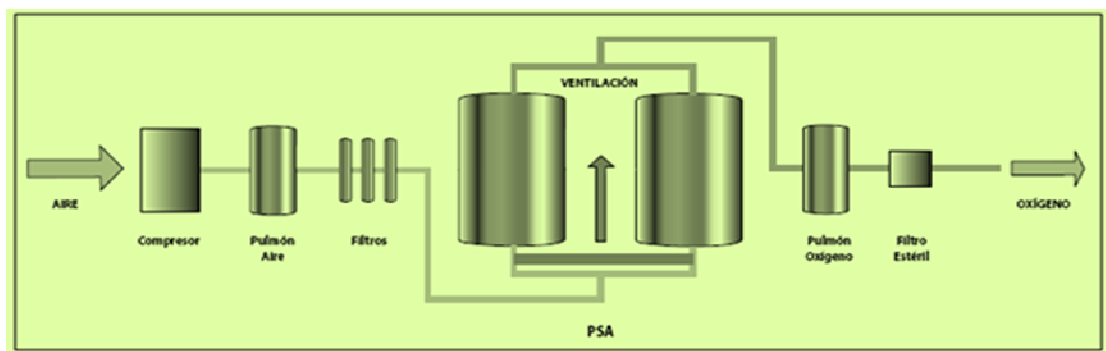 VENTILACIÓN
AIRE
Compresor
Pulmón
Aire
Filtros
Pulmón
Oxígeno
Filtro
Estéril
OXÍGENO
PSA